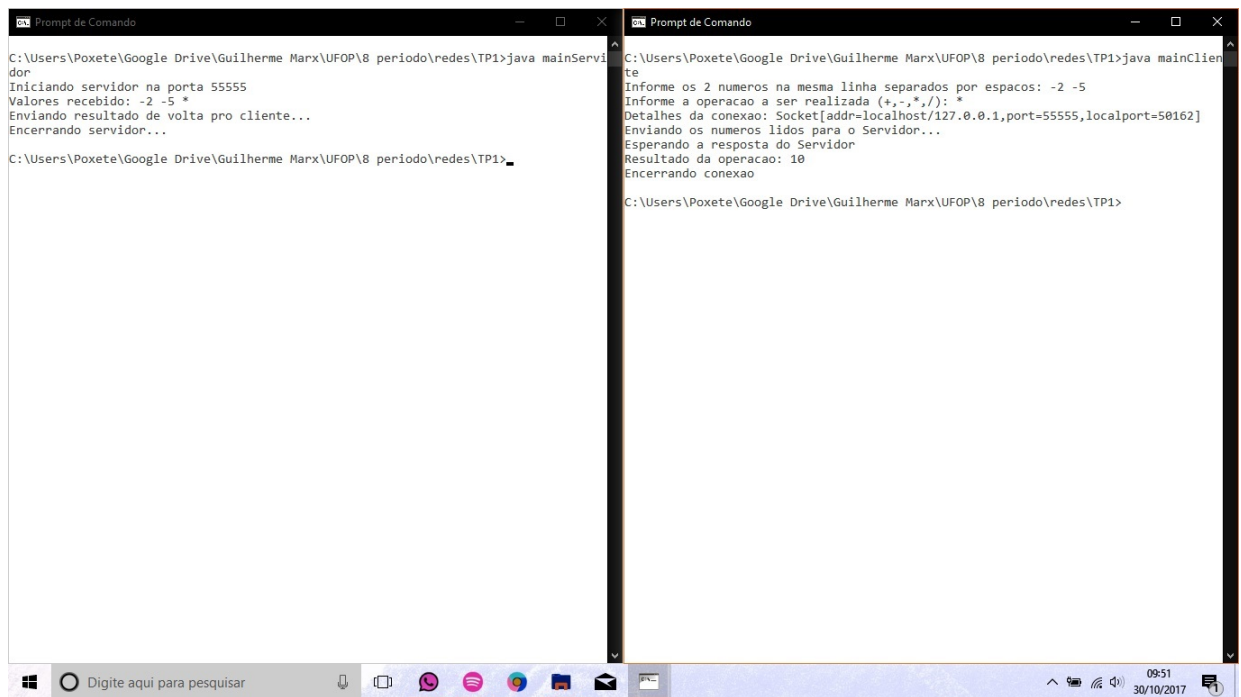 Prompt de Comando
C:\Users\Poxete\Google Drive\Guilherme Marx\UFOP\8 periodo\redes\TP1>java mainServi
dor
Iniciando servidor na porta 55555
Valores recebido: -2 -5 *
Enviando resultado de volta pro cliente...
Encerrando servidor...
C:\Users\Poxete\Google Drive\Guilherme Marx\UFOP\8 periodo\redes\TP1>
Prompt de Comando
C:\Users\Poxete\Google Drive\Guilherme Marx\UFOP\8 periodo\redes\TP1>java mainClien
te
Informe os 2 numeros na mesma linha separados por espacos: -2 -5
Informe a operacao a ser realizada (+,-,*,/): *
Detalhes da conexao: Socket[addr=localhost/127.0.0.1,port=55555,localport=50162]
Enviando os numeros lidos para o Servidor...
Esperando a resposta do Servidor
Resultado da operacao: 10
Encerrando conexao
C:\Users\Poxete\Google Drive\Guilherme Marx\UFOP\8 periodo\redes\TP1>
Digite aqui para pesquisar
09:51
30/10/2017
1